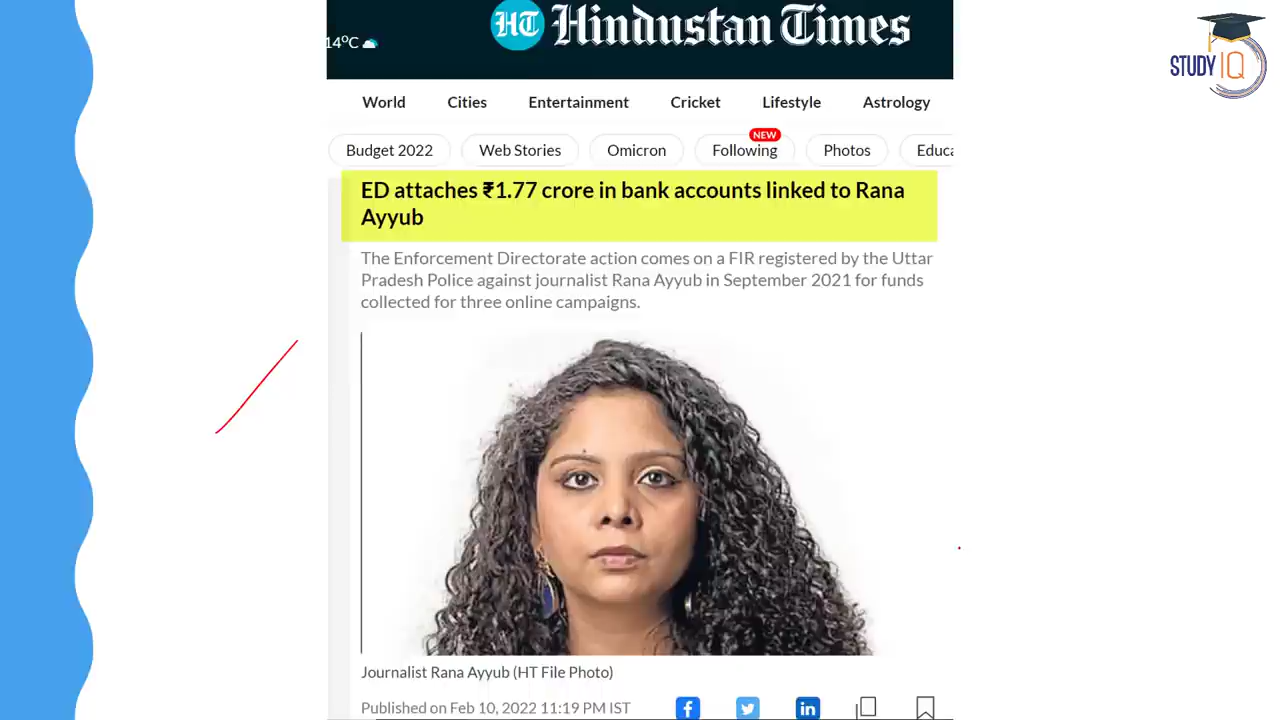 HT Hindustan Times
14°C
STUDY IQ
World Cities Entertainment Cricket Lifestyle Astrology
NEW
Budget 2022 Web Stories Omicron Following Photos Educa
ED attaches ₹1.77 crore in bank accounts linked to Rana
Ayyub
The Enforcement Directorate action comes on a FIR registered by the Uttar
Pradesh Police against journalist Rana Ayyub in September 2021 for funds
collected for three online campaigns.
Journalist Rana Ayyub (HT File Photo)
Published on Feb 10, 2022 11:19 PM IST